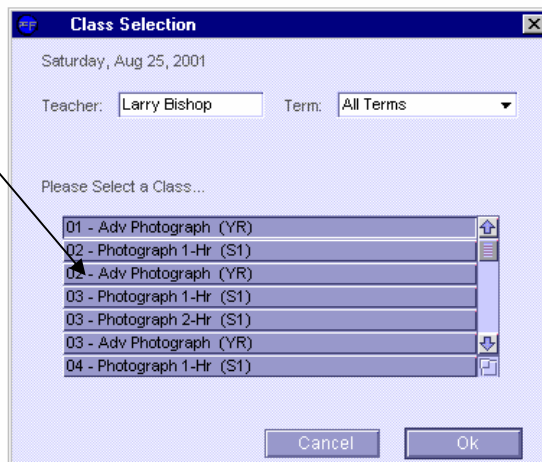 Class Selection
Saturday, Aug 25, 2001
Teacher: Larry Bishop Term: All Terms
Please Select a Class...
01 - Adv Photograph (YR)
02 - Photograph 1-Hr (S1)
02 - Adv Photograph (YR)
03 - Photograph 1-Hr (S1)
03 - Photograph 2-Hr (S1)
03 - Adv Photograph (YR)
04 - Photograph 1-Hr (S1)
Cancel Ok